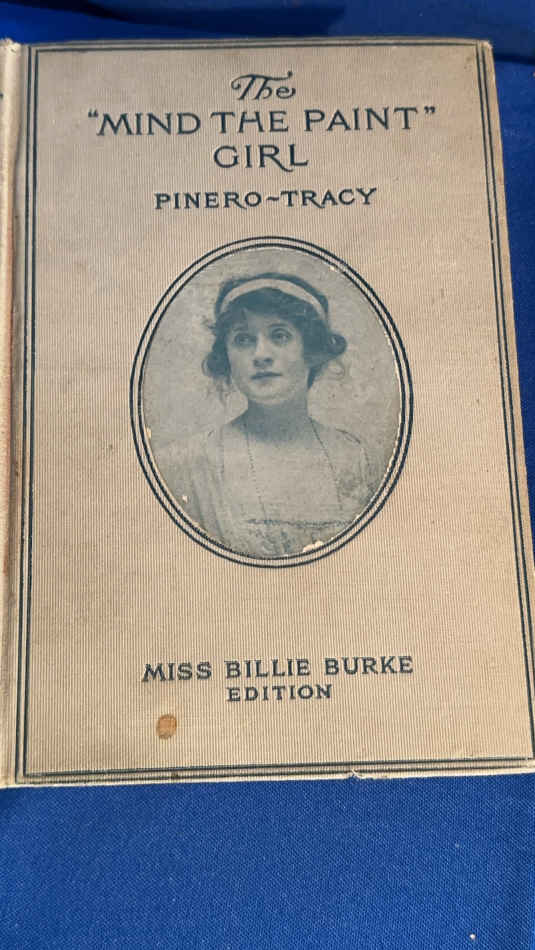 The
"MIND THE PAINT"
GIRL
PINERO~TRACY
MISS BILLIE BURKE
EDITION